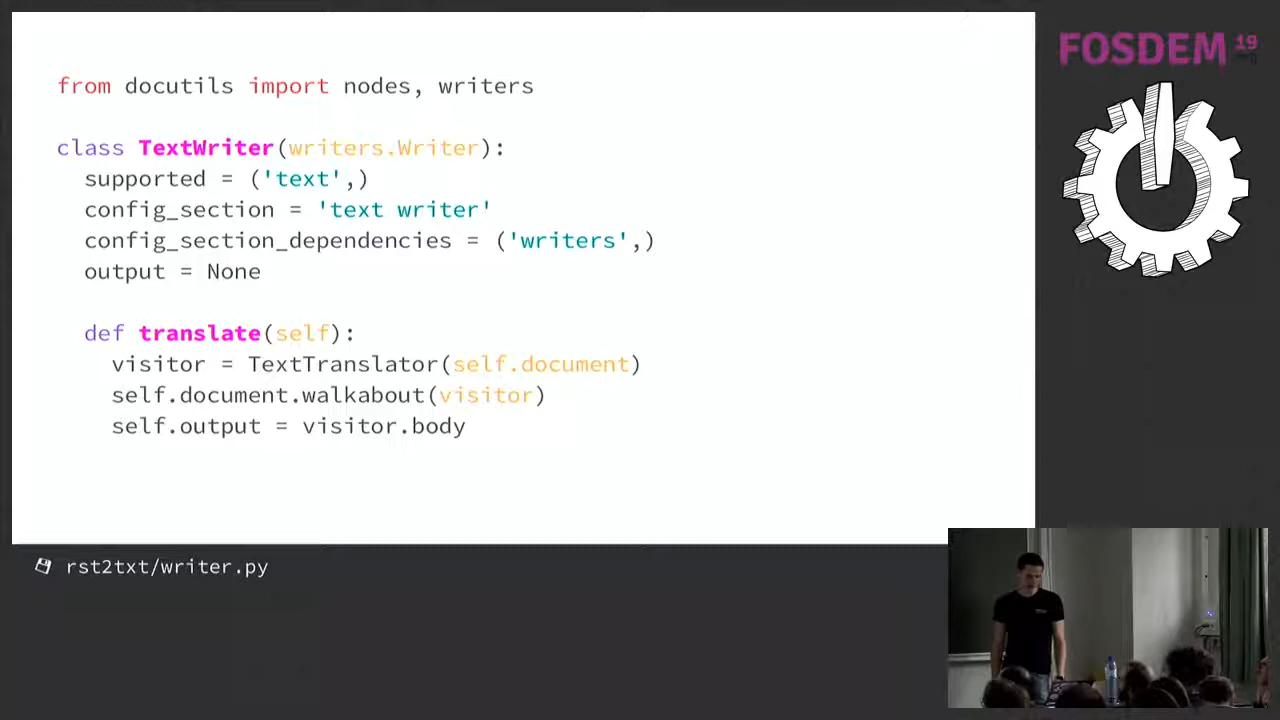 from docutils import nodes, writers
class TextWriter(writers.Writer):
supported = ('text',)
config_section = 'text writer'
config_section_dependencies = ('writers',)
output = None
def translate(self):
visitor = TextTranslator(self.document)
self.document.walkabout(visitor)
self.output = visitor.body
rst2txt/writer.py
FOSDEM 19